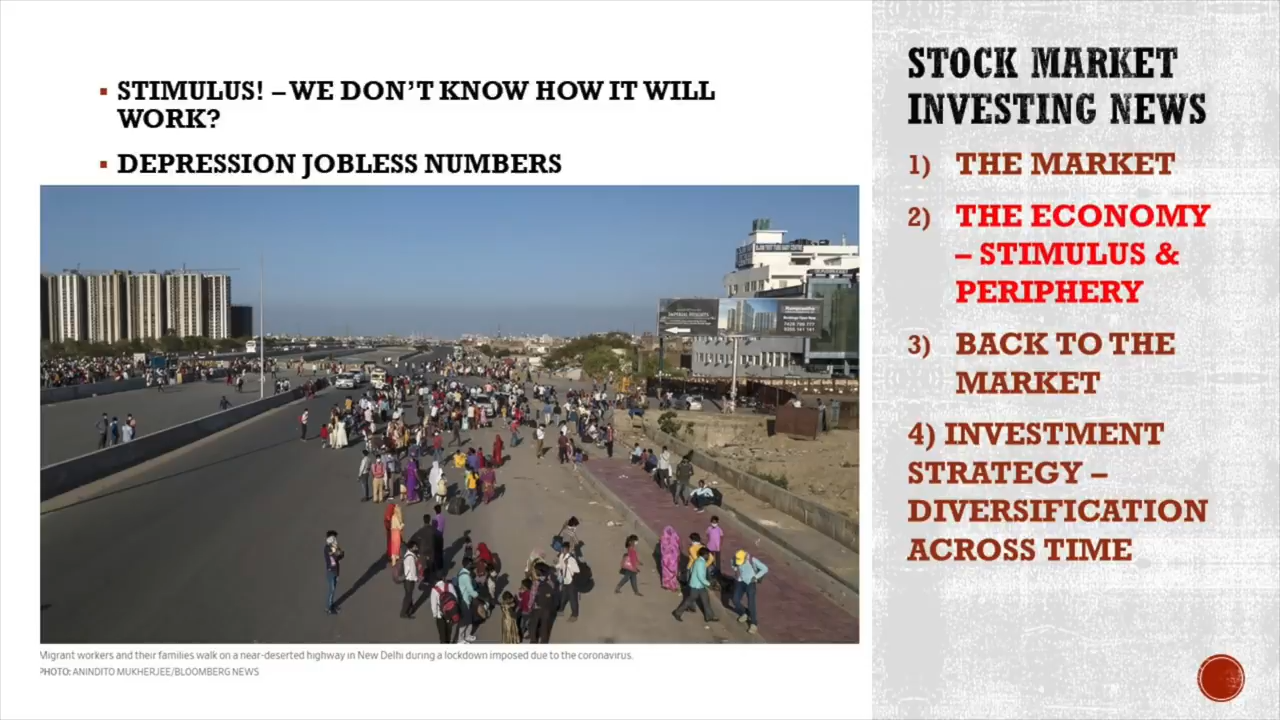 STIMULUS! – WE DON'T KNOW HOW IT WILL
WORK?
DEPRESSION JOBLESS NUMBERS
Migrant workers and their families walk on a near-deserted highway in New Delhi during a lockdown imposed due to the coronavirus.
PHOTO: ANINDITO MUKHERJEE/BLOOMBERG NEWS
STOCK MARKET
INVESTING NEWS
1) THE MARKET
2) THE ECONOMY
– STIMULUS &
PERIPHERY
3) BACK TO THE
MARKET
4) INVESTMENT
STRATEGY –
DIVERSIFICATION
ACROSS TIME